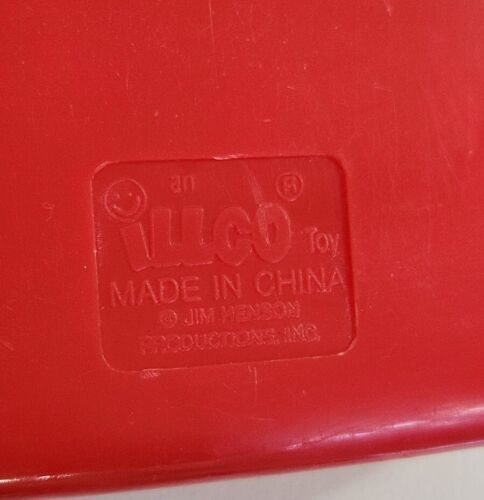 an ®
illco Toy
MADE IN CHINA
© JIM HENSON
PRODUCTIONS, INC.